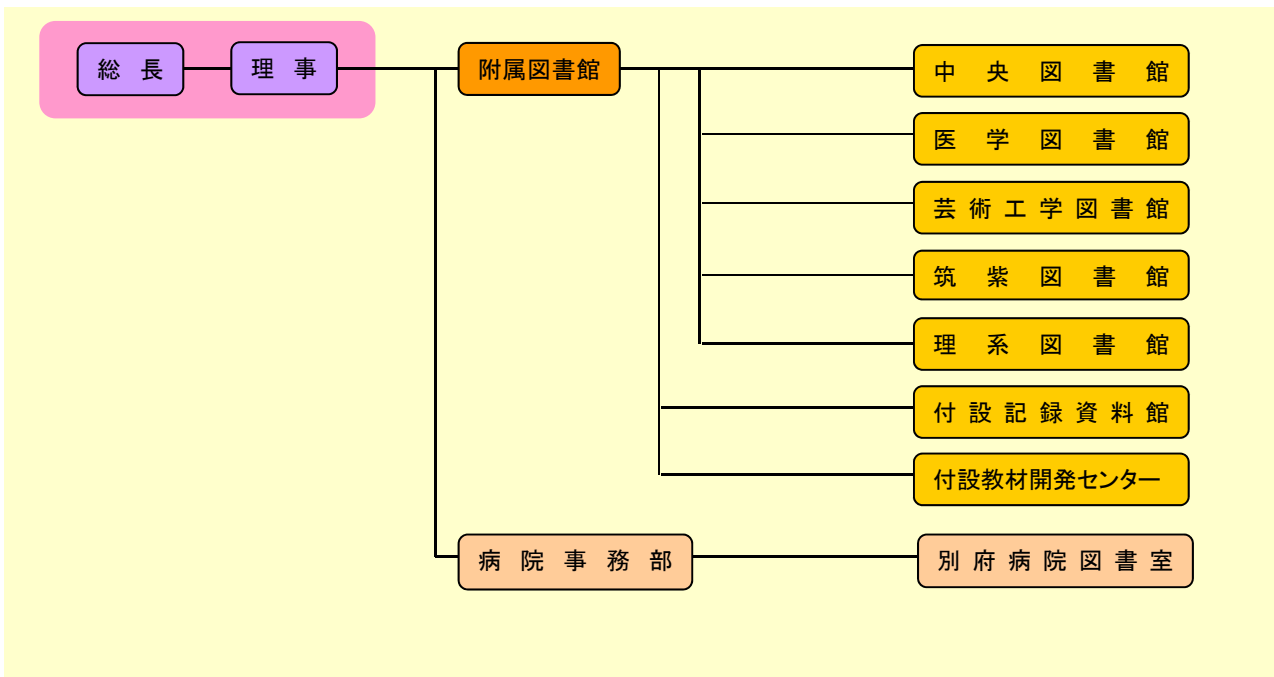 総長
理事
附属図書館
中央図書館
医学図書館
芸術工学図書館
筑紫図書館
理系図書館
付設記録資料館
付設教材開発センター
病院事務部
別府病院図書室